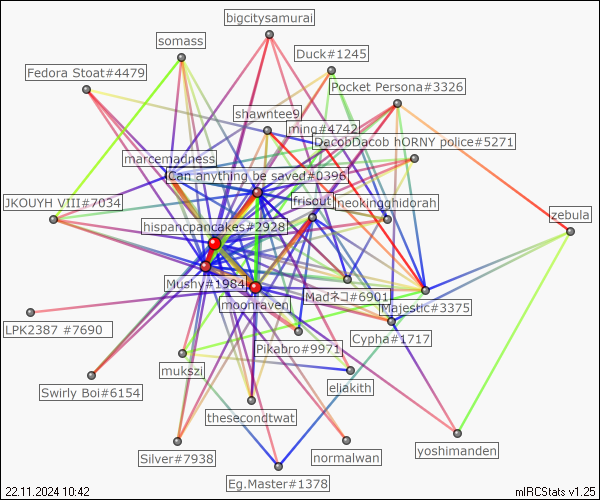 bigcitysamurai
somass
Duck#1245
Fedora Stoat#4479
Pocket Persona#3326
shawntee9
ming#4742
DacobDacob hORNY police#5271
marcemadness
Can anything be saved#0396
JKOUYH VIII#7034
frisout
neokingghidorah
zebula
hispancpancakes#2928
Mushy#1984
Madネコ#6901
moonraven
Majestic#3375
LPK2387 #7690
Cypha#1717
Pikabro#9971
mukszi
eljakith
Swirly Boi#6154
thesecondtwat
yoshimanden
Silver#7938
normalwan
Eg.Master#1378
22.11.2024 10:42
mIRCStats v1.25